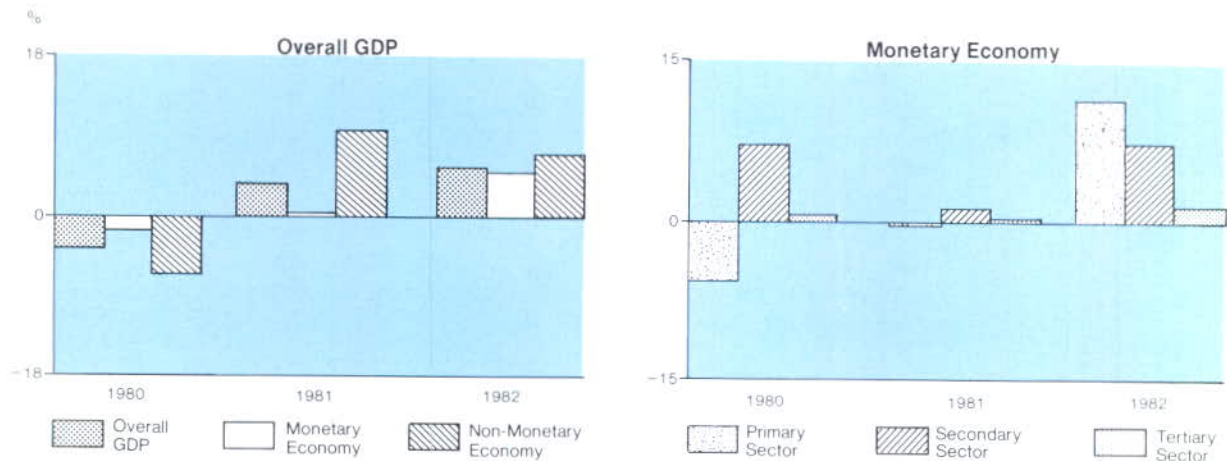 %
Overall GDP
18
0
-18
1980 1981 1982
Overall GDP
Monetary Economy
Non-Monetary Economy
Monetary Economy
15
0
-15
1980 1981 1982
Primary Sector
Secondary Sector
Tertiary Sector